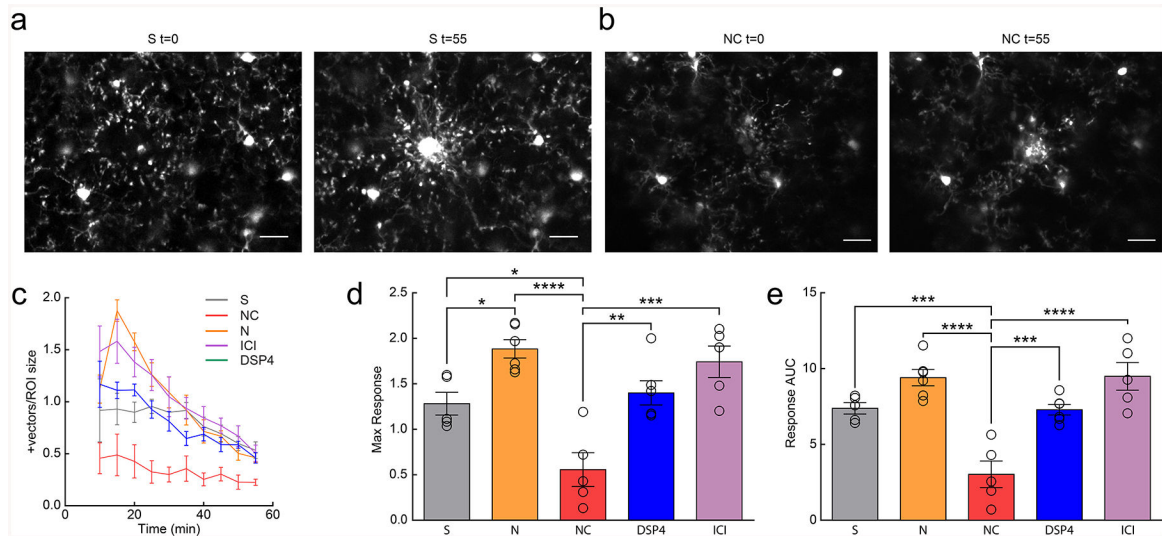 a
S t=0
S t=55
b
NC t=0
NC t=55
c
+vectors/ROI size
2.0
1.5
1.0
0.5
0.0
0 20 40 60
Time (min)
S
NC
N
ICI
DSP4
d
* * **** *** **
Max Response
2.5
2.0
1.5
1.0
0.5
0.0
S N NC DSP4 ICI
e
*** **** **** ***
Response AUC
15
10
5
0
S N NC DSP4 ICI